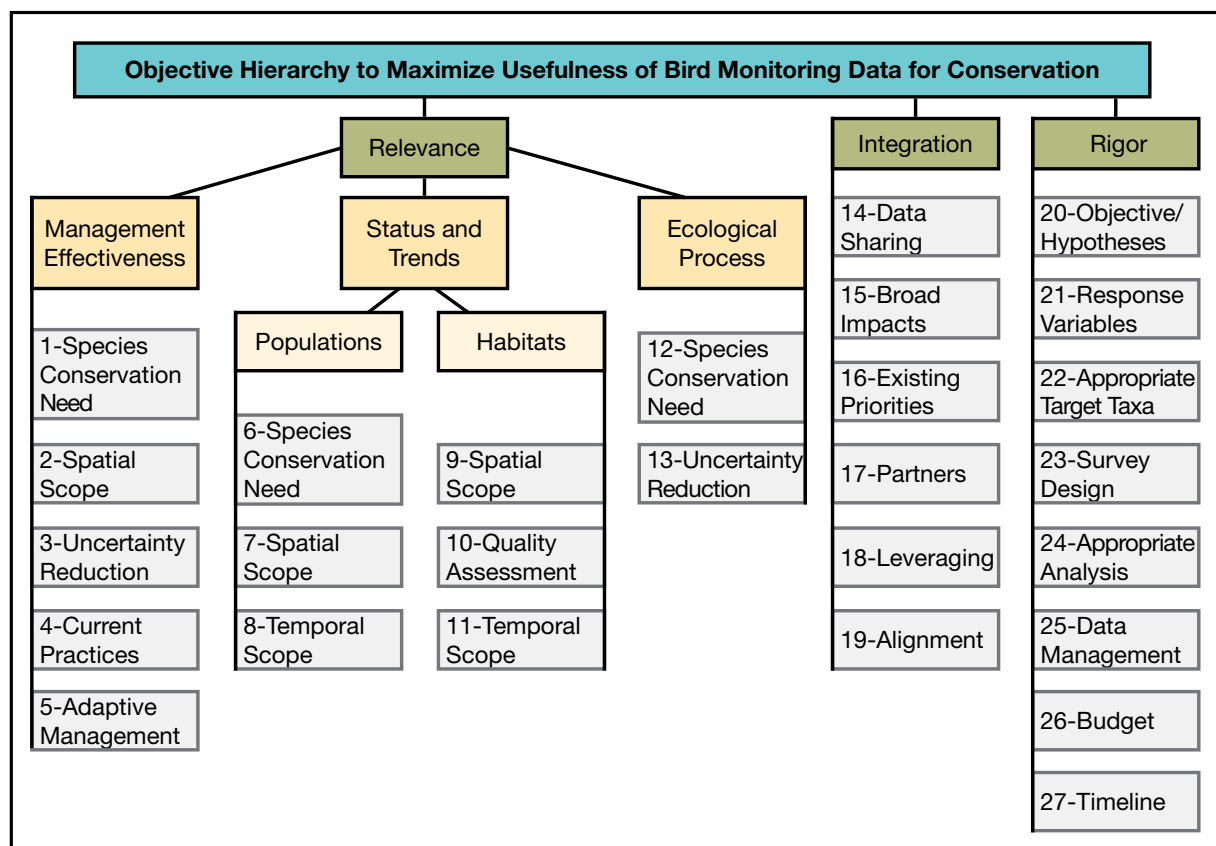 Objective Hierarchy to Maximize Usefulness of Bird Monitoring Data for Conservation
Relevance
Integration
Rigor
Management
Effectiveness
Status and
Trends
Ecological
Process
Populations
Habitats
1-Species
Conservation
Need
2-Spatial
Scope
3-Uncertainty
Reduction
4-Current
Practices
5-Adaptive
Management
6-Species
Conservation
Need
7-Spatial
Scope
8-Temporal
Scope
9-Spatial
Scope
10-Quality
Assessment
11-Temporal
Scope
12-Species
Conservation
Need
13-Uncertainty
Reduction
14-Data
Sharing
15-Broad
Impacts
16-Existing
Priorities
17-Partners
18-Leveraging
19-Alignment
20-Objective/
Hypotheses
21-Response
Variables
22-Appropriate
Target Taxa
23-Survey
Design
24-Appropriate
Analysis
25-Data
Management
26-Budget
27-Timeline